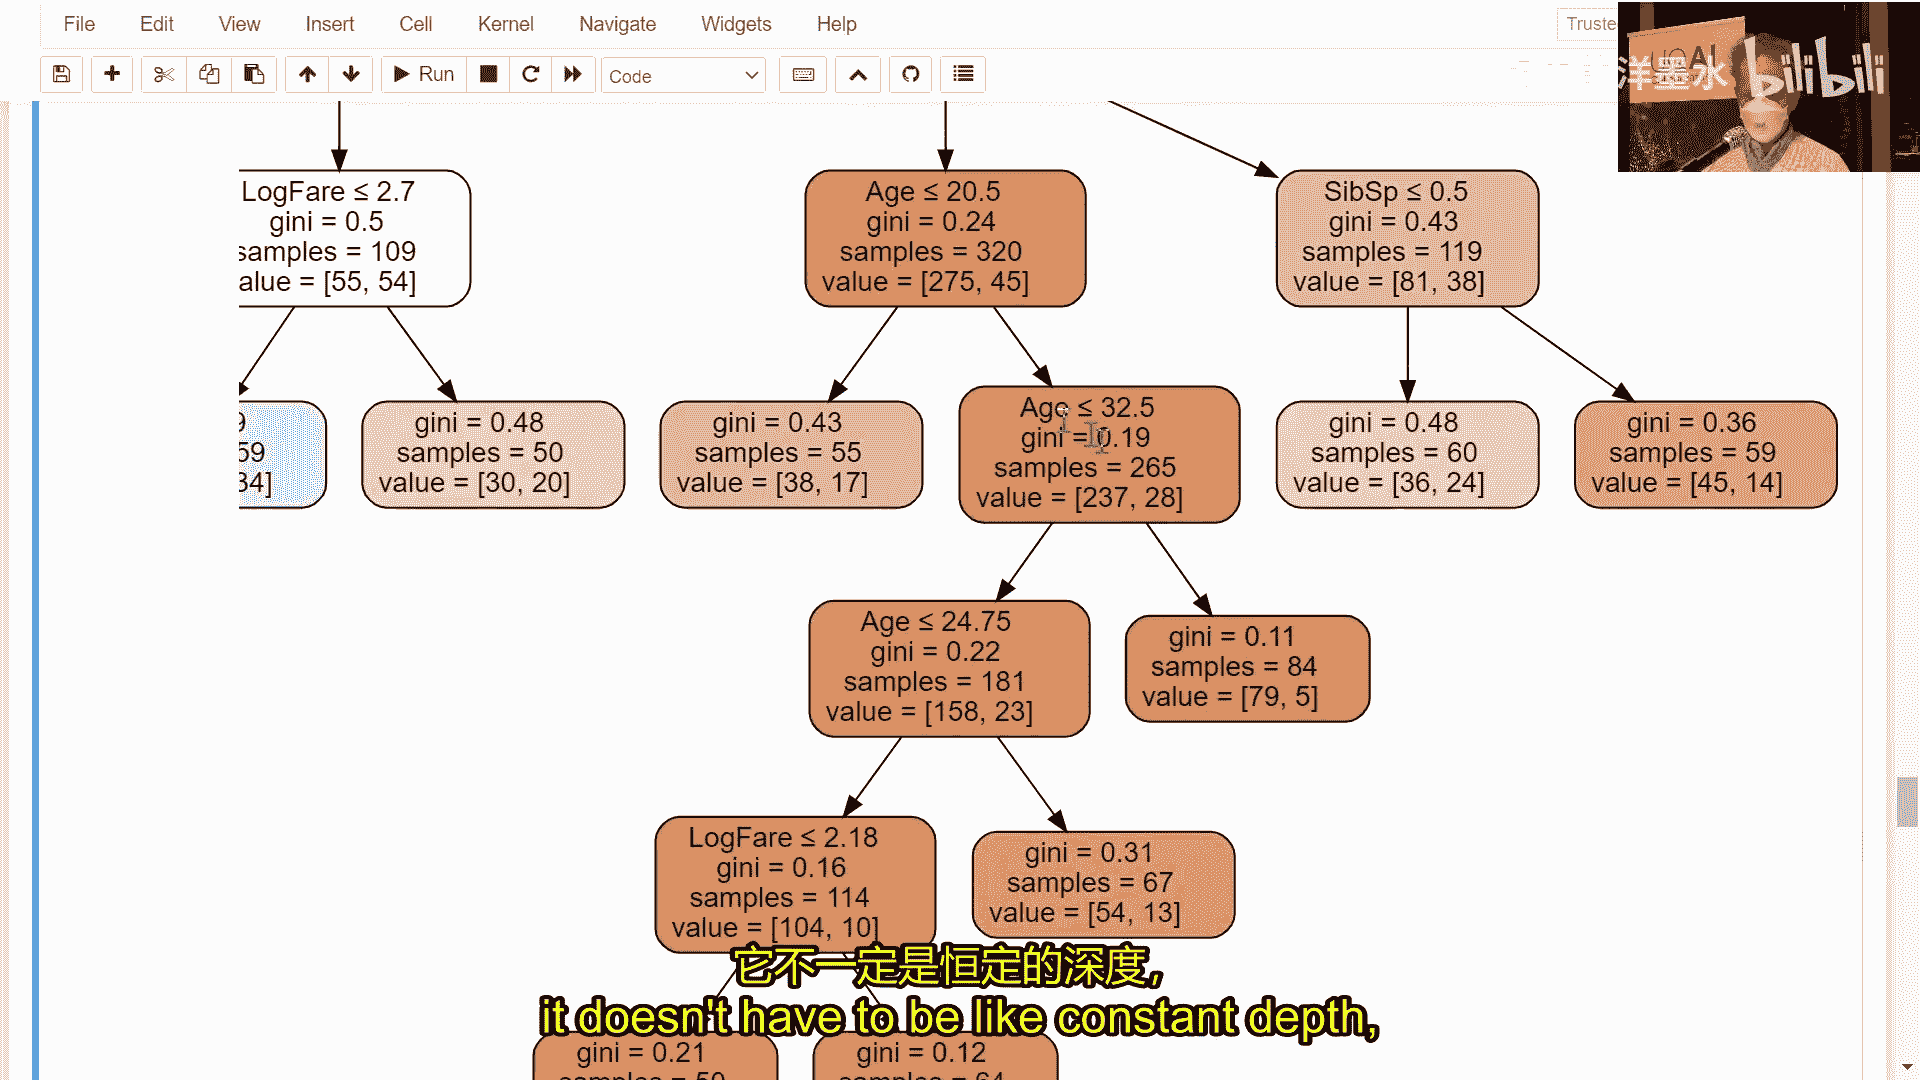 File Edit View Insert Cell Kernel Navigate Widgets Help
Truste
Run
Code
洋墨水 bilibili
LogFare ≤ 2.7
gini = 0.5
samples = 109
alue = [55, 54]
Age ≤ 20.5
gini = 0.24
samples = 320
value = [275, 45]
SibSp ≤ 0.5
gini = 0.43
samples = 119
value = [81, 38]
9
59
34]
gini = 0.48
samples = 50
value = [30, 20]
gini = 0.43
samples = 55
value = [38, 17]
Age ≤ 32.5
gini = 0.19
samples = 265
value = [237, 28]
gini = 0.48
samples = 60
value = [36, 24]
gini = 0.36
samples = 59
value = [45, 14]
Age ≤ 24.75
gini = 0.22
samples = 181
value = [158, 23]
gini = 0.11
samples = 84
value = [79, 5]
LogFare ≤ 2.18
gini = 0.16
samples = 114
value = [104, 10]
gini = 0.31
samples = 67
value = [54, 13]
它不一定是恒定的深度,
it doesn't have to be like constant depth,
gini = 0.21
samples = 50
gini = 0.12
samples = 64